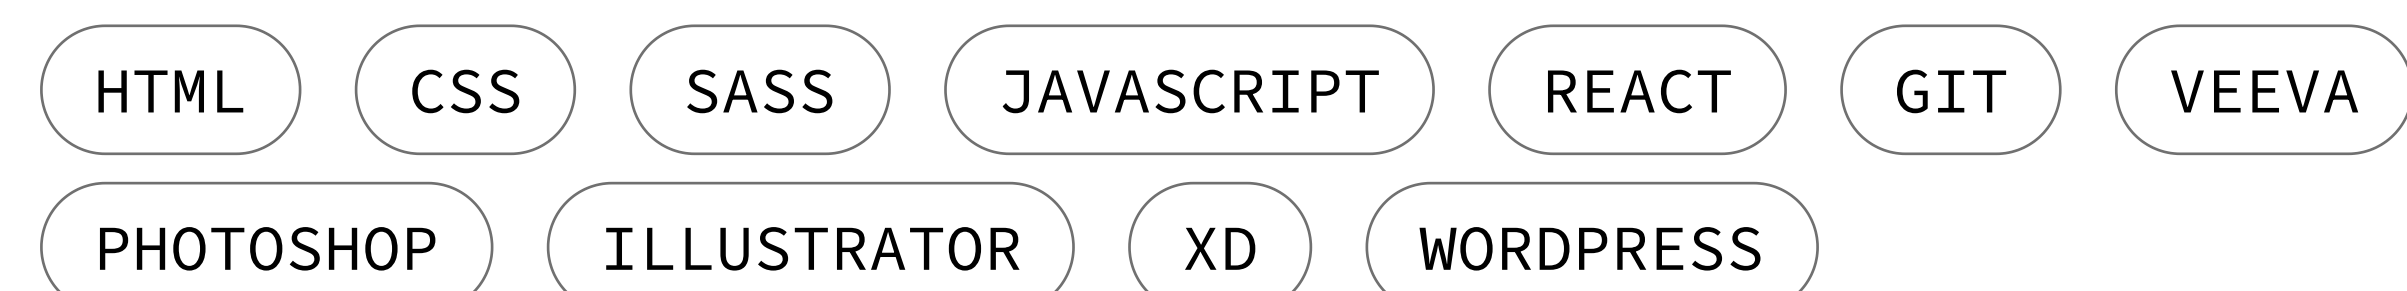 HTML CSS SASS JAVASCRIPT REACT GIT VEEVA
PHOTOSHOP ILLUSTRATOR XD WORDPRESS